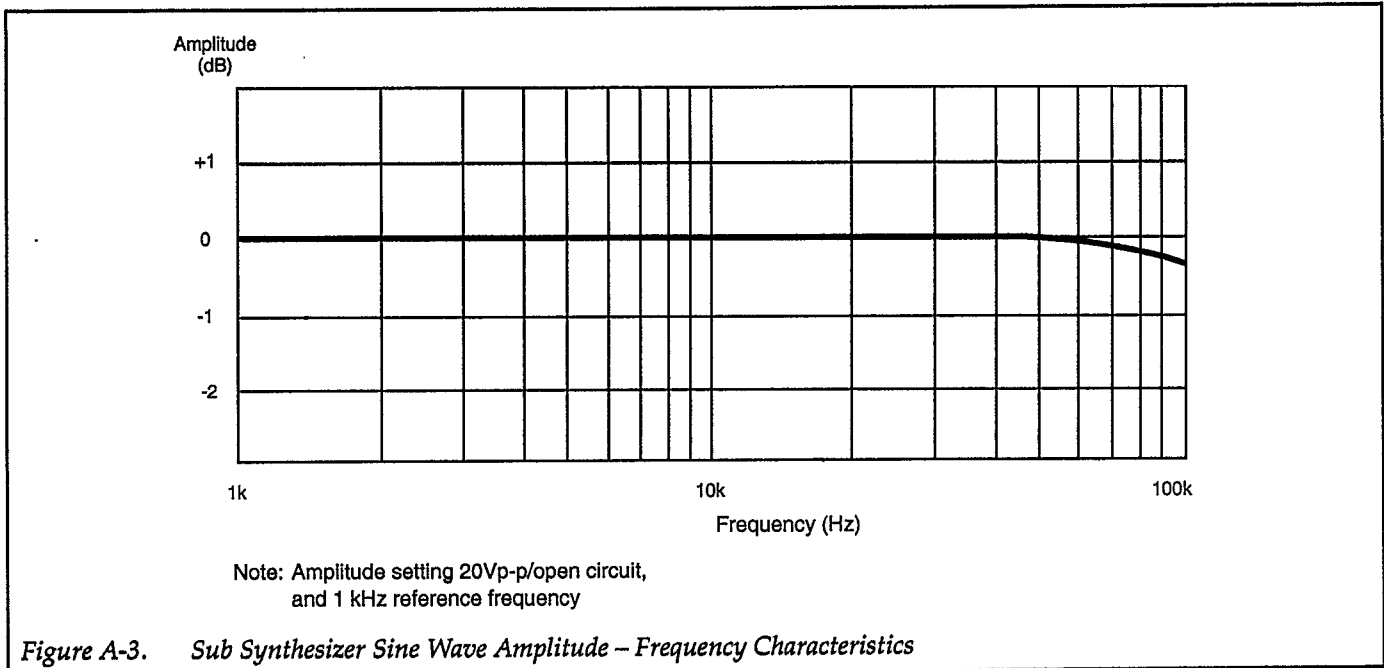 Amplitude
(dB)
+1
0
-1
-2
1k
10k
100k
Frequency (Hz)
Note: Amplitude setting 20Vp-p/open circuit,
and 1 kHz reference frequency
Figure A-3. Sub Synthesizer Sine Wave Amplitude – Frequency Characteristics